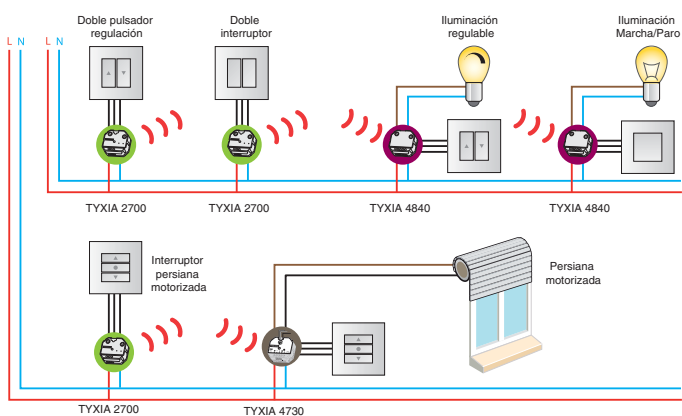 Doble pulsador
regulación
Doble
interruptor
Iluminación
regulable
Iluminación
Marcha/Paro
L N
L N
TYXIA 2700
TYXIA 2700
TYXIA 4840
TYXIA 4840
Interruptor
persiana
motorizada
Persiana
motorizada
TYXIA 2700
TYXIA 4730